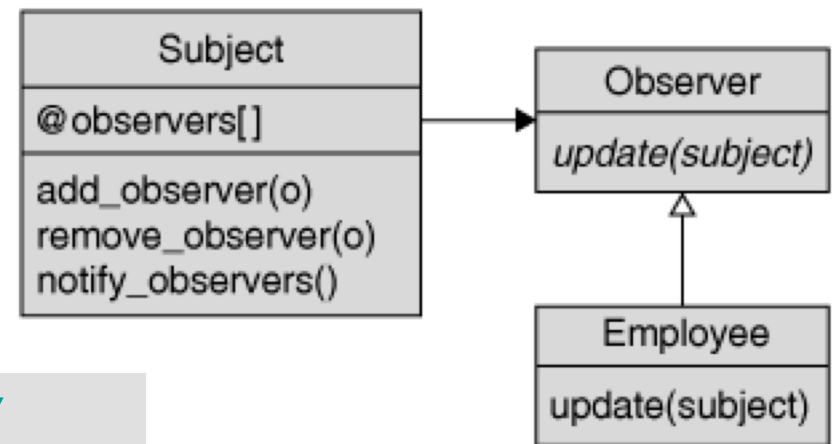 Subject
@observers[]
add_observer(o)
remove_observer(o)
notify_observers()
Observer
update(subject)
Employee
update(subject)